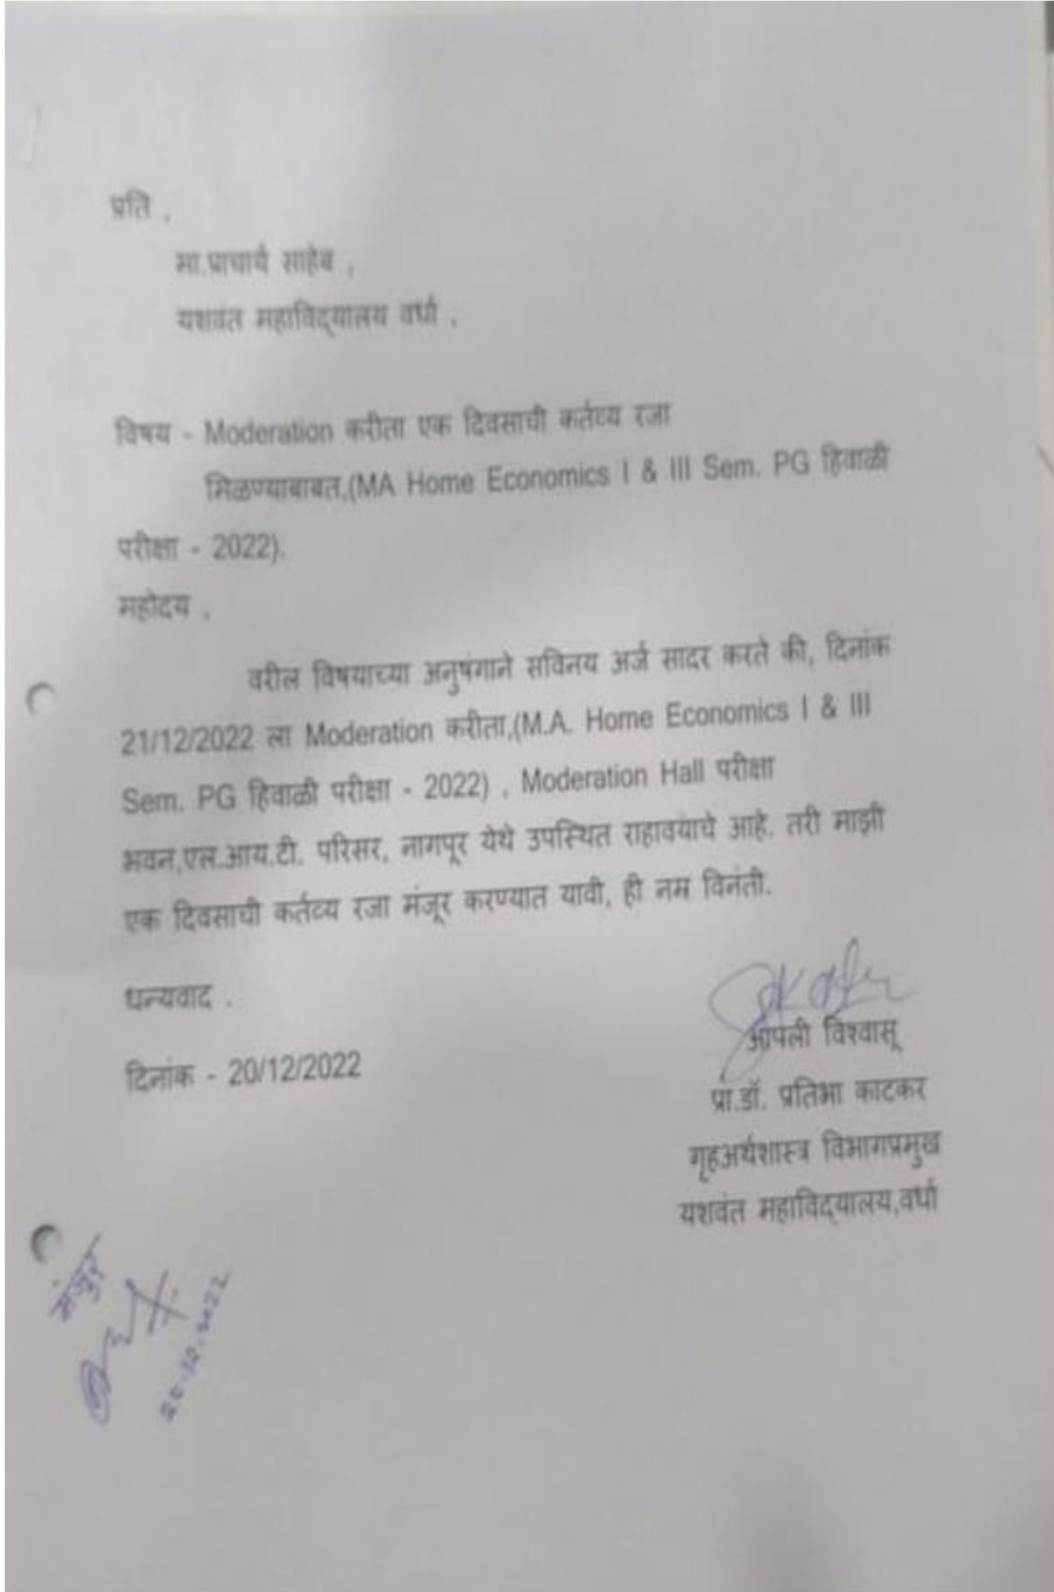 प्रति ,
मा.प्राचार्य साहेब ,
यशवंत महाविद्यालय वर्धा .
विषय - Moderation करीता एक दिवसाची कर्तव्य रजा
मिळण्याबाबत,(MA Home Economics I & III Sem. PG हिवाळी
परीक्षा - 2022).
महोदय .
वरील विषयाच्या अनुषंगाने सविनय अर्ज सादर करते की, दिनांक
21/12/2022 ला Moderation करीता,(M.A. Home Economics I & III
Sem. PG हिवाळी परीक्षा - 2022) , Moderation Hall परीक्षा
भवन,एल.आय.टी. परिसर, नागपूर येथे उपस्थित राहावयाचे आहे. तरी माझी
एक दिवसाची कर्तव्य रजा मंजूर करण्यात यावी, ही नम्र विनंती.
धन्यवाद .
आपली विश्वासू
दिनांक - 20/12/2022
प्रा.डॉ. प्रतिभा काटकर
गृहअर्थशास्त्र विभागप्रमुख
यशवंत महाविद्यालय,वर्धा
मंजुर
20-12-2022